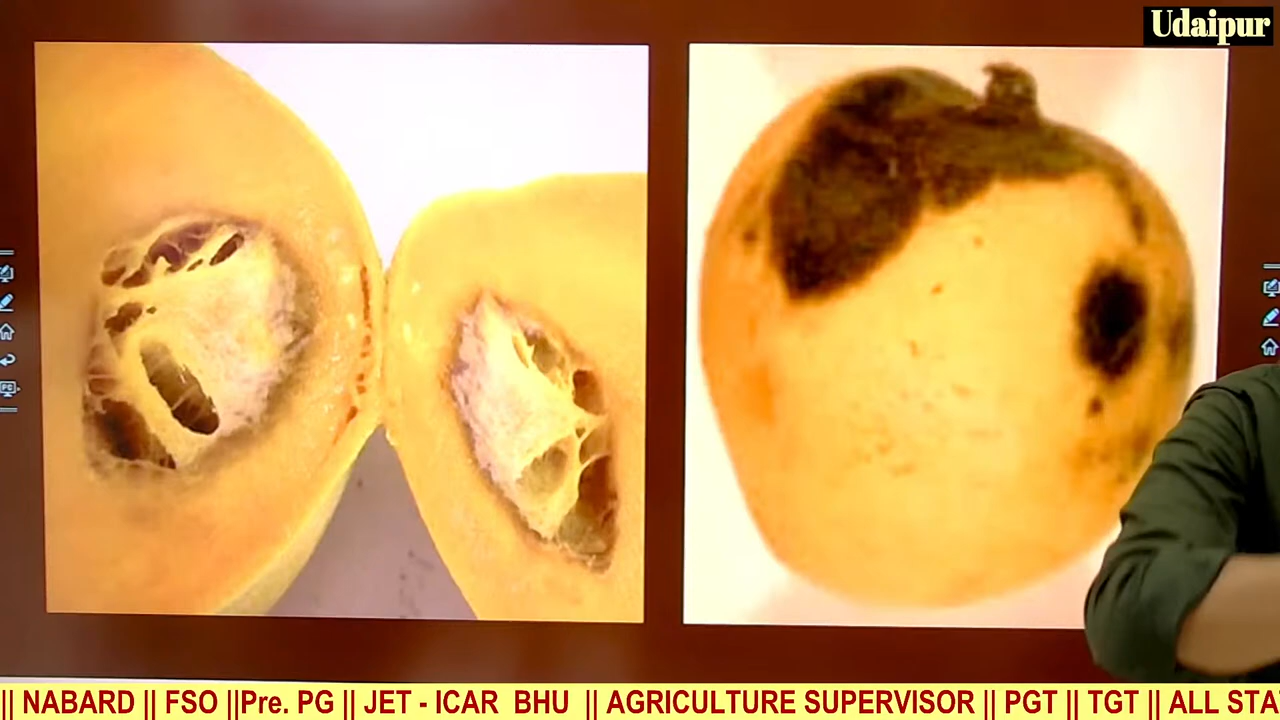 Udaipur
|| NABARD || FSO ||Pre. PG || JET - ICAR BHU || AGRICULTURE SUPERVISOR || PGT || TGT || ALL STA